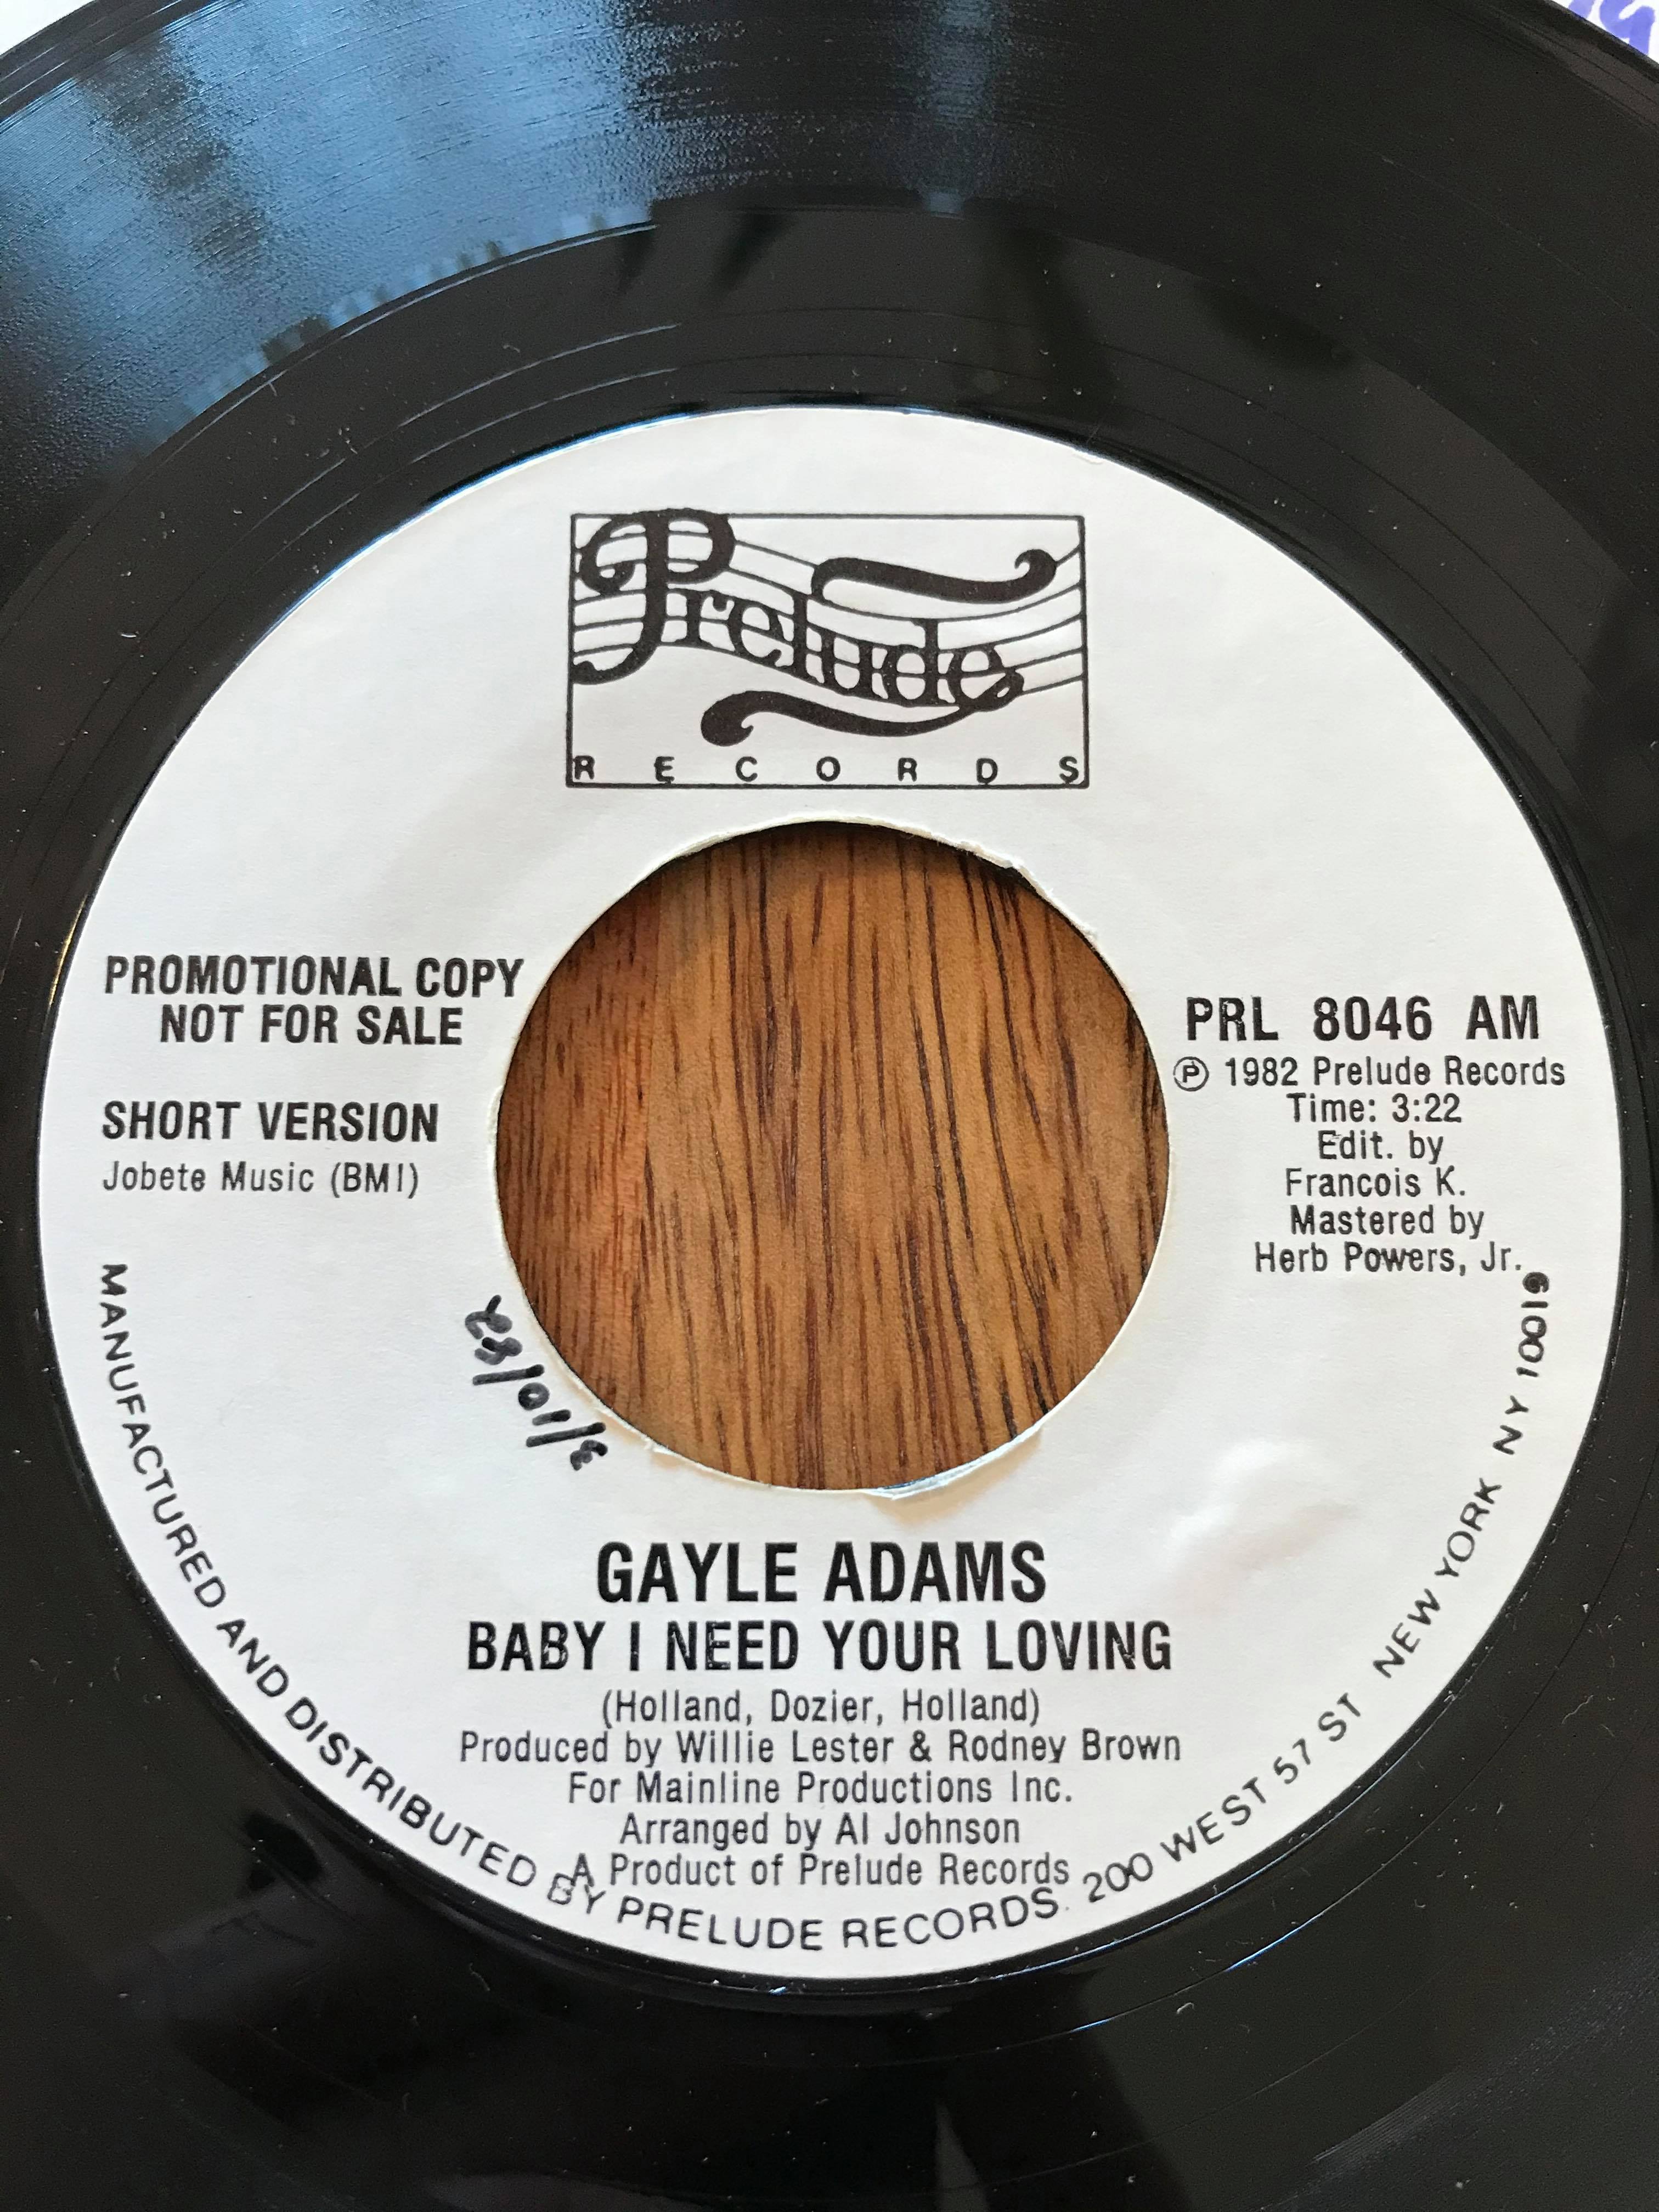 Prelude
RECORDS
PROMOTIONAL COPY
NOT FOR SALE
SHORT VERSION
Jobete Music (BMI)
PRL 8046 AM
Ⓟ 1982 Prelude Records
Time: 3:22
Edit. by
Francois K.
Mastered by
Herb Powers, Jr.
3/10/82
GAYLE ADAMS
BABY I NEED YOUR LOVING
(Holland, Dozier, Holland)
Produced by Willie Lester & Rodney Brown
For Mainline Productions Inc.
Arranged by Al Johnson
A Product of Prelude Records
MANUFACTURED AND DISTRIBUTED BY PRELUDE RECORDS. 200 WEST 57 ST NEW YORK NY 10019